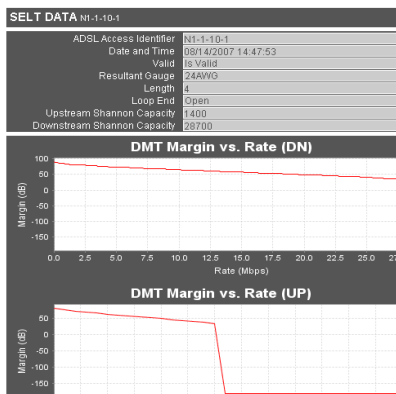 SELT DATA N1-1-10-1
ADSL Access Identifier N1-1-10-1
Date and Time 08/14/2007 14:47:53
Valid Is Valid
Resultant Gauge 24AWG
Length 4
Loop End Open
Upstream Shannon Capacity 1400
Downstream Shannon Capacity 28700
DMT Margin vs. Rate (DN)
Margin (dB)
100
50
0
-50
-100
-150
0.0 2.5 5.0 7.5 10.0 12.5 15.0 17.5 20.0 22.5 25.0 27
Rate (Mbps)
DMT Margin vs. Rate (UP)
Margin (dB)
50
0
-50
-100
-150